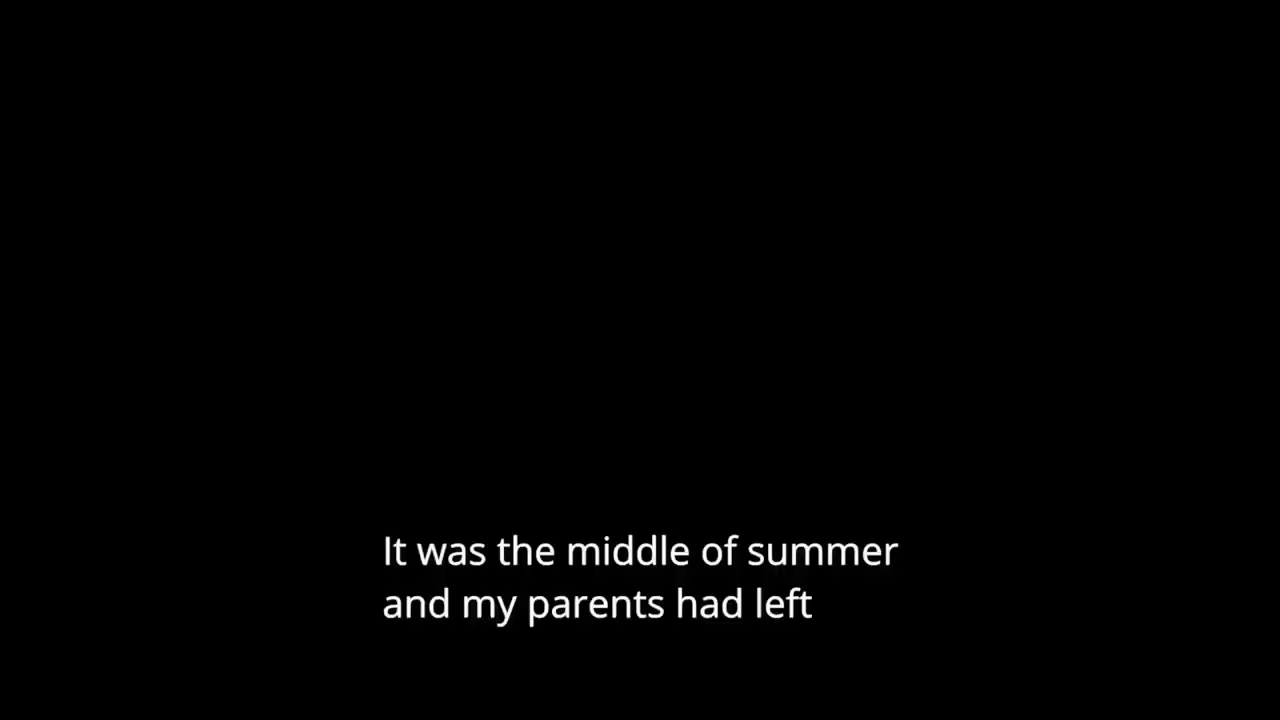 It was the middle of summer
and my parents had left